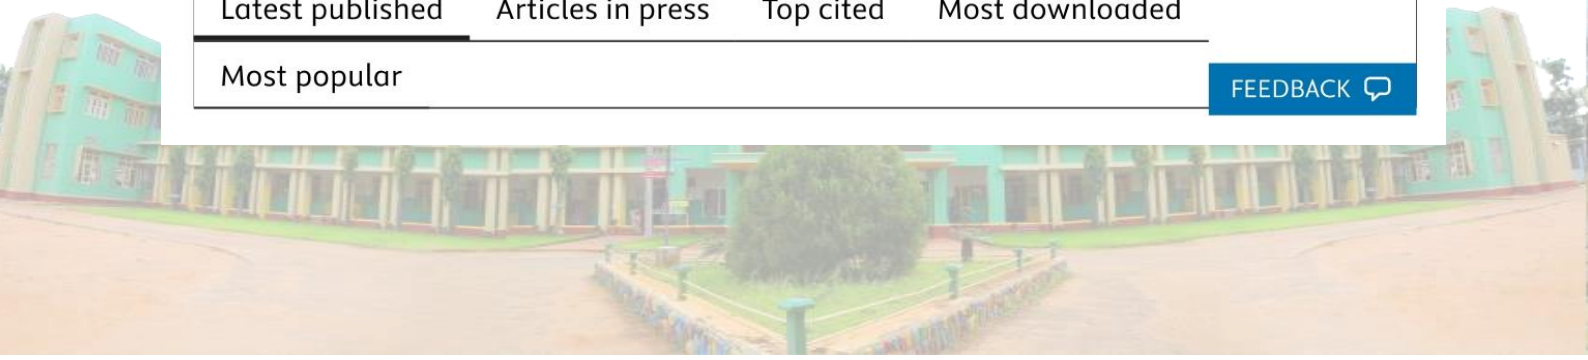 Latest published Articles in press Top cited Most downloaded
Most popular
FEEDBACK